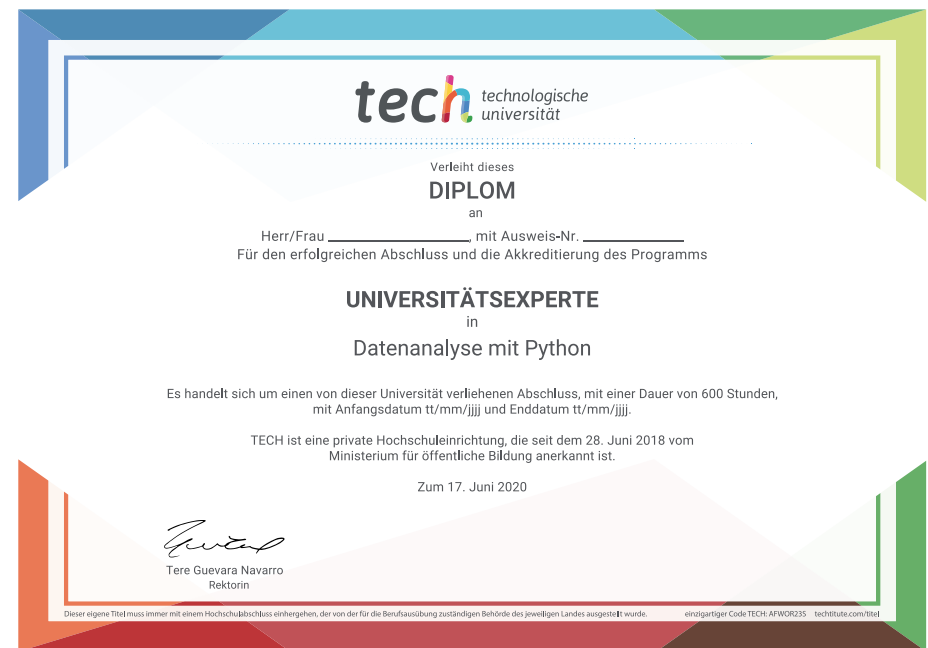 tech technologische
universität
Verleiht dieses
DIPLOM
an
Herr/Frau ____________, mit Ausweis-Nr. ____________
Für den erfolgreichen Abschluss und die Akkreditierung des Programms
UNIVERSITÄTSEXPERTE
in
Datenanalyse mit Python
Es handelt sich um einen von dieser Universität verliehenen Abschluss, mit einer Dauer von 600 Stunden,
mit Anfangsdatum tt/mm/jjjj und Enddatum tt/mm/jjjj.
TECH ist eine private Hochschuleinrichtung, die seit dem 28. Juni 2018 vom
Ministerium für öffentliche Bildung anerkannt ist.
Zum 17. Juni 2020
Tere Guevara Navarro
Rektorin
Dieser eigene Titel muss immer mit einem Hochschulabschluss einhergehen, der von der für die Berufsausübung zuständigen Behörde des jeweiligen Landes ausgestellt wurde. einzigartiger Code TECH: AFWOR23S techtitute.com/titel